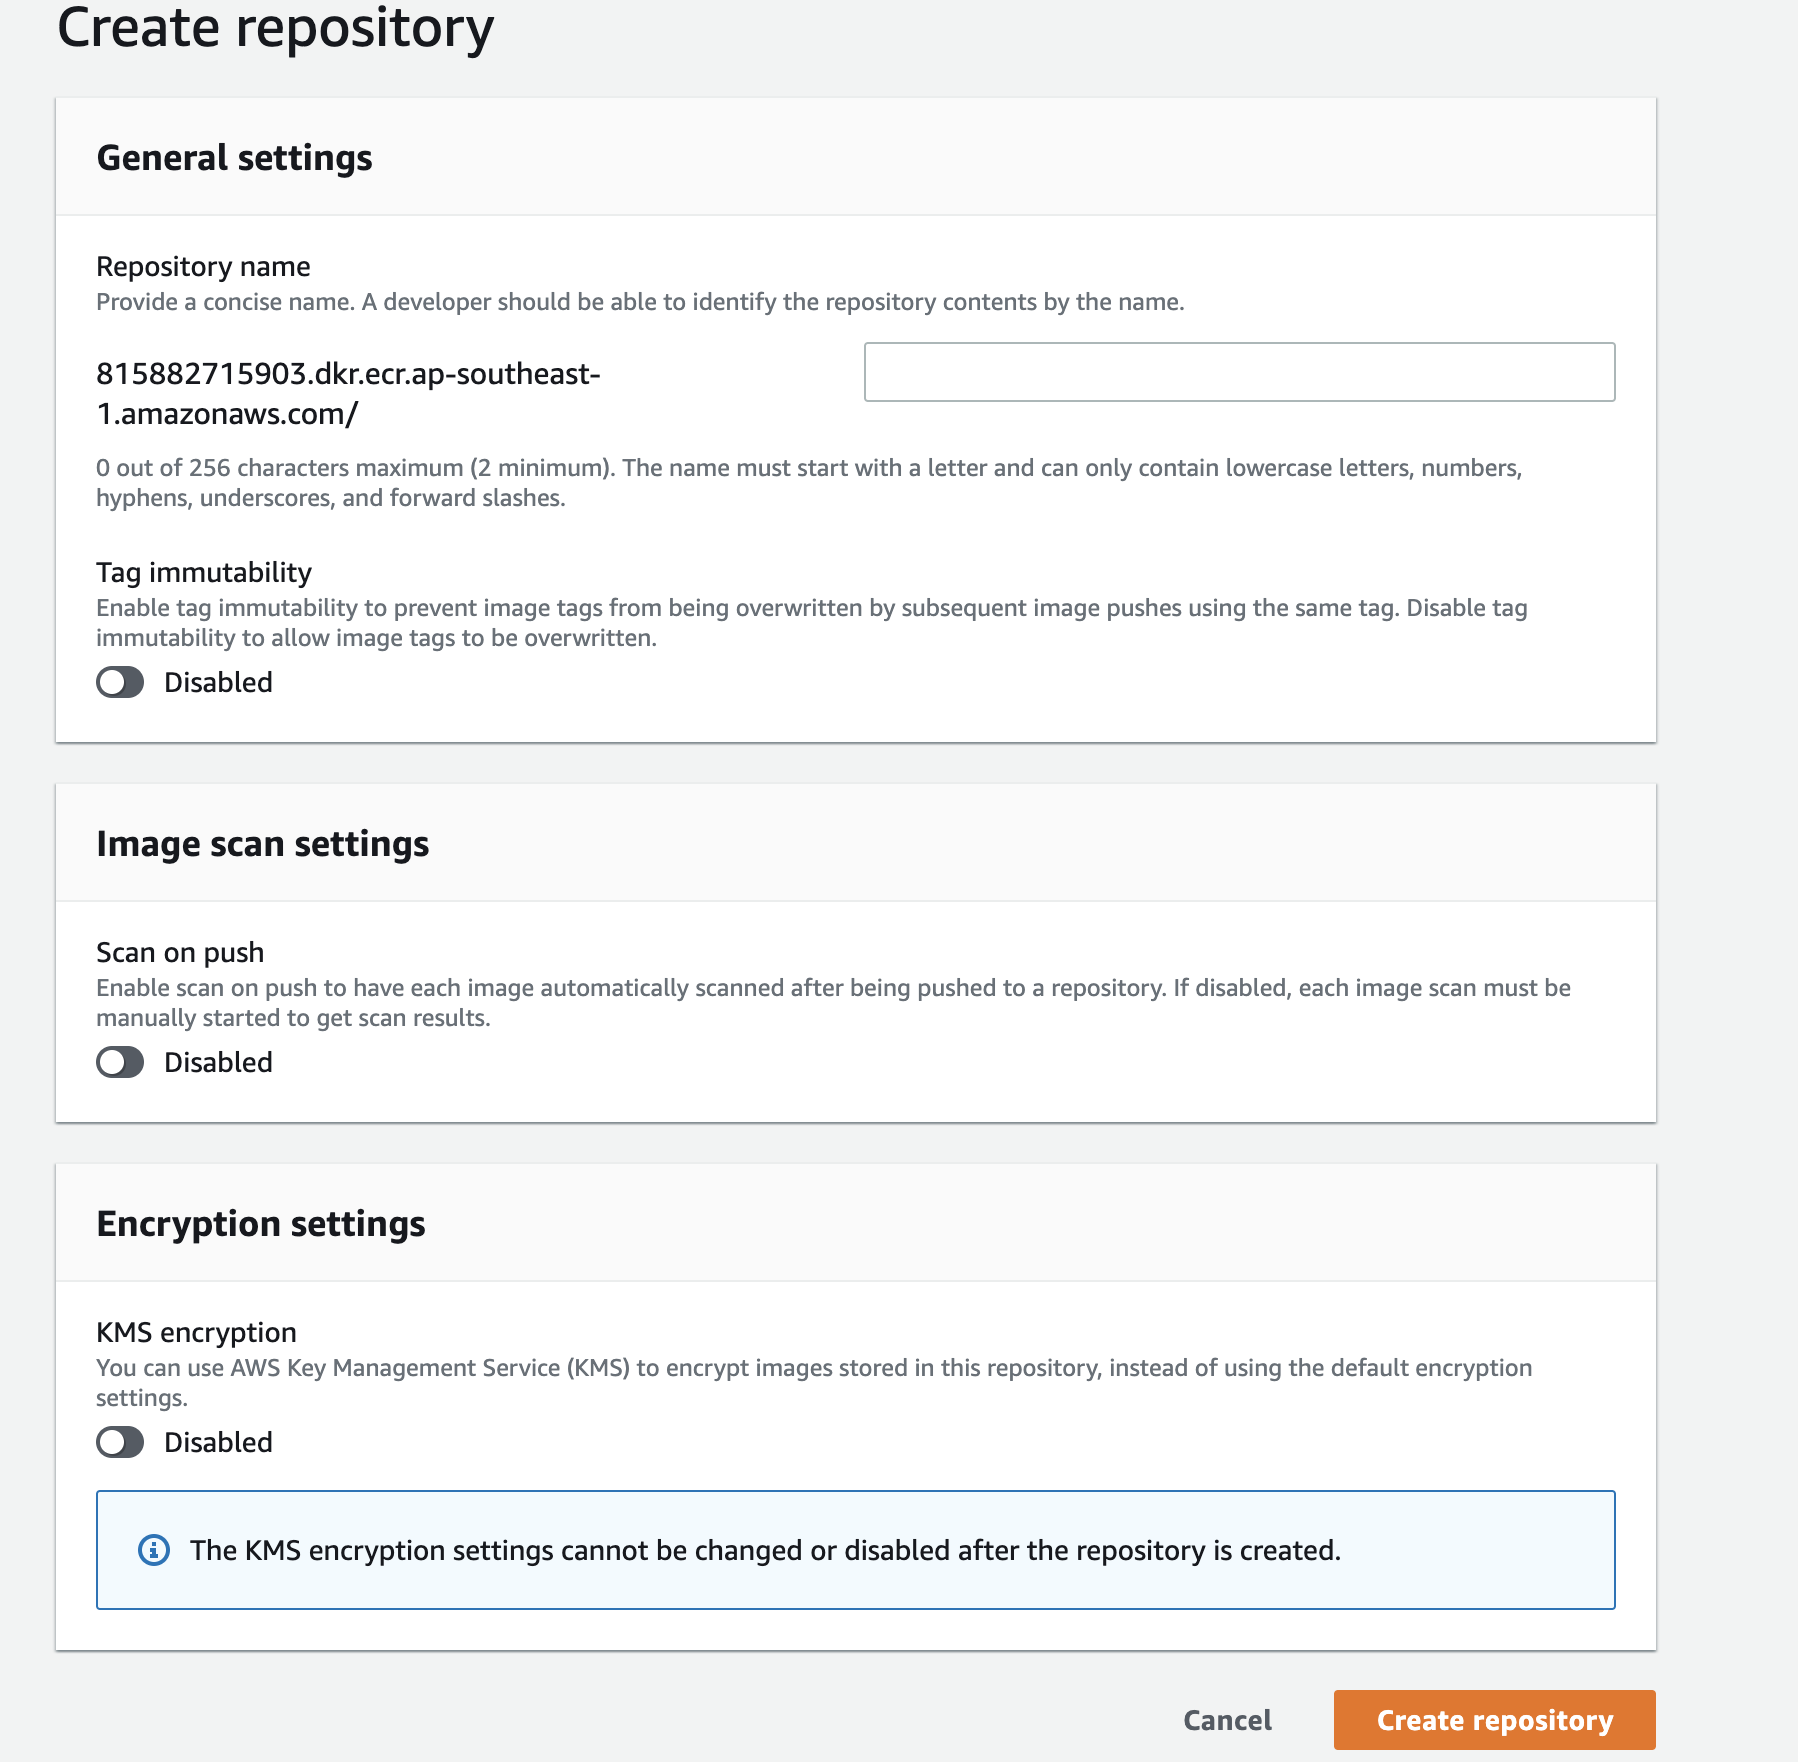 Create repository
General settings
Repository name
Provide a concise name. A developer should be able to identify the repository contents by the name.
815882715903.dkr.ecr.ap-southeast-
1.amazonaws.com/
0 out of 256 characters maximum (2 minimum). The name must start with a letter and can only contain lowercase letters, numbers,
hyphens, underscores, and forward slashes.
Tag immutability
Enable tag immutability to prevent image tags from being overwritten by subsequent image pushes using the same tag. Disable tag
immutability to allow image tags to be overwritten.
Disabled
Image scan settings
Scan on push
Enable scan on push to have each image automatically scanned after being pushed to a repository. If disabled, each image scan must be
manually started to get scan results.
Disabled
Encryption settings
KMS encryption
You can use AWS Key Management Service (KMS) to encrypt images stored in this repository, instead of using the default encryption
settings.
Disabled
The KMS encryption settings cannot be changed or disabled after the repository is created.
Cancel
Create repository